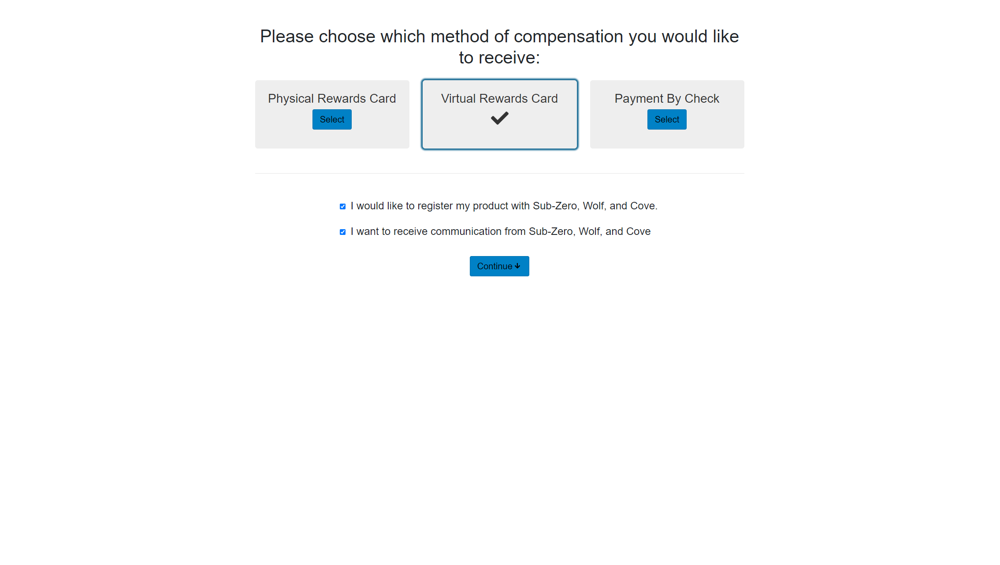 Please choose which method of compensation you would like
to receive:
Physical Rewards Card
Select
Virtual Rewards Card
Payment By Check
Select
I would like to register my product with Sub-Zero, Wolf, and Cove.
I want to receive communication from Sub-Zero, Wolf, and Cove
Continue